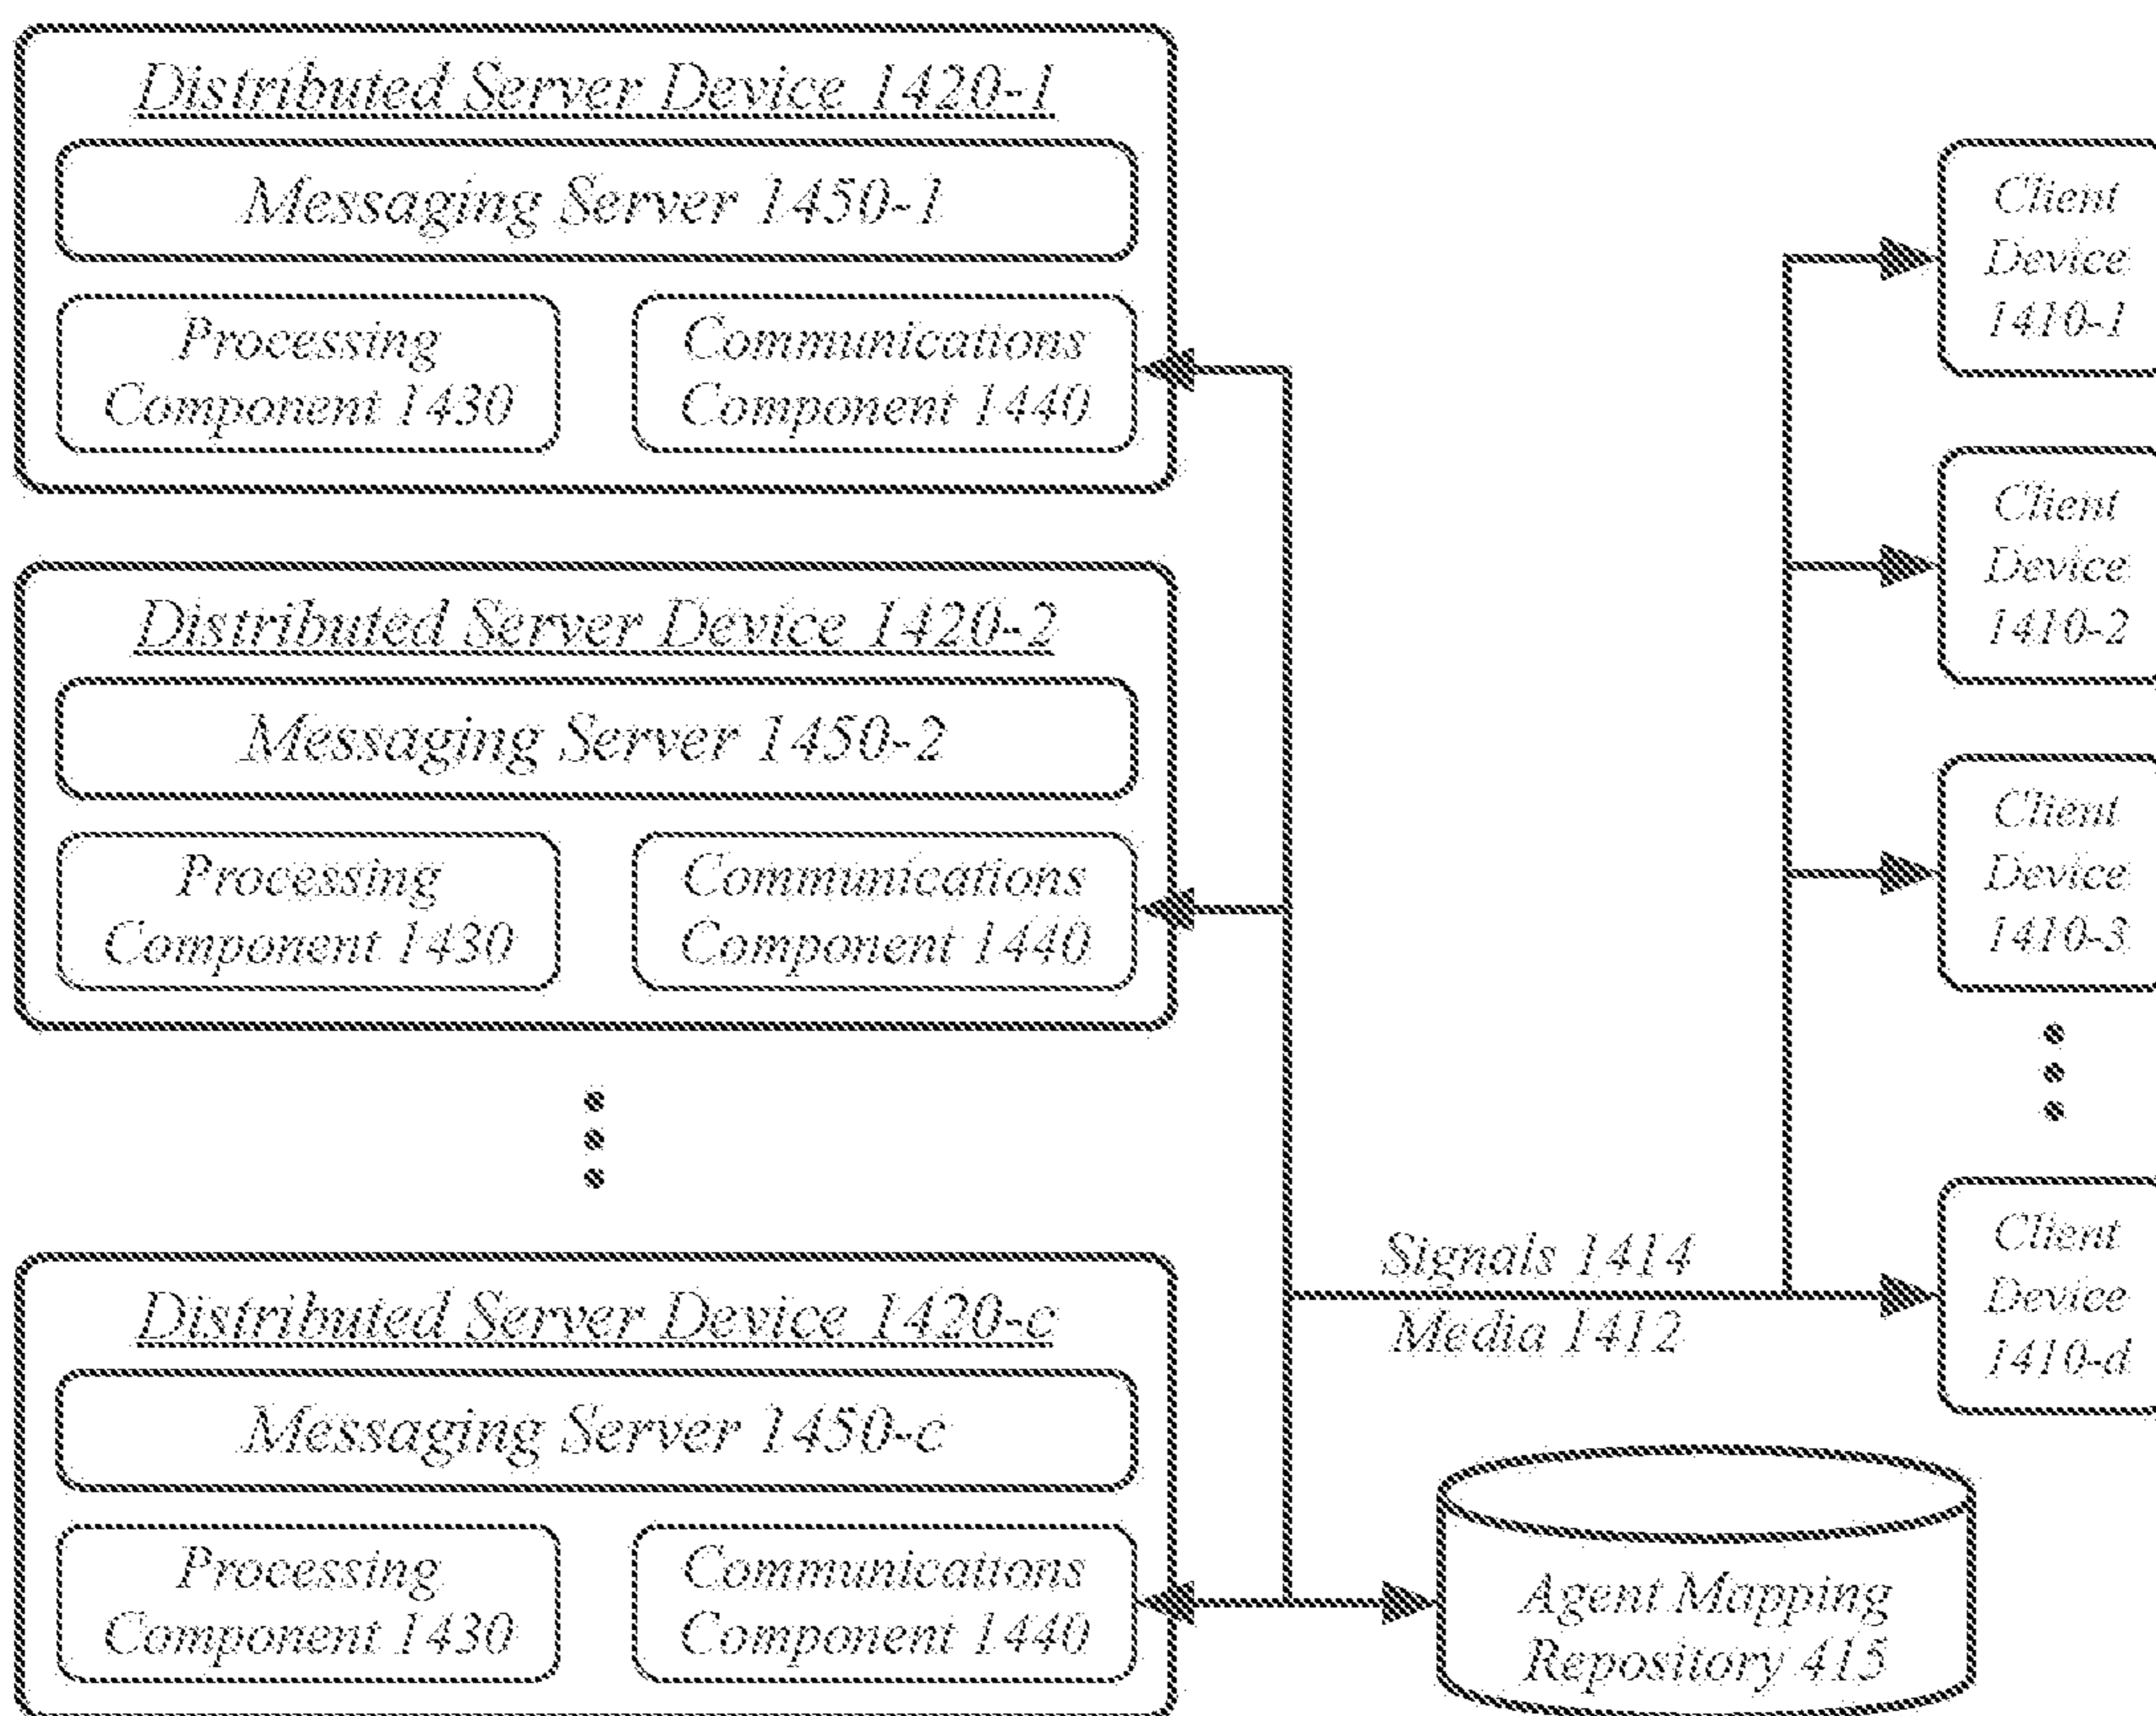 Distributed Server Device 1420-1
Messaging Server 1450-1
Processing
Component 1430
Communications
Component 1440
Distributed Server Device 1420-2
Messaging Server 1450-2
Processing
Component 1430
Communications
Component 1440
Distributed Server Device 1420-c
Messaging Server 1450-c
Processing
Component 1430
Communications
Component 1440
Signals 1414
Media 1412
Client
Device
1410-1
Client
Device
1410-2
Client
Device
1410-3
Client
Device
1410-d
Agent Mapping
Repository 415